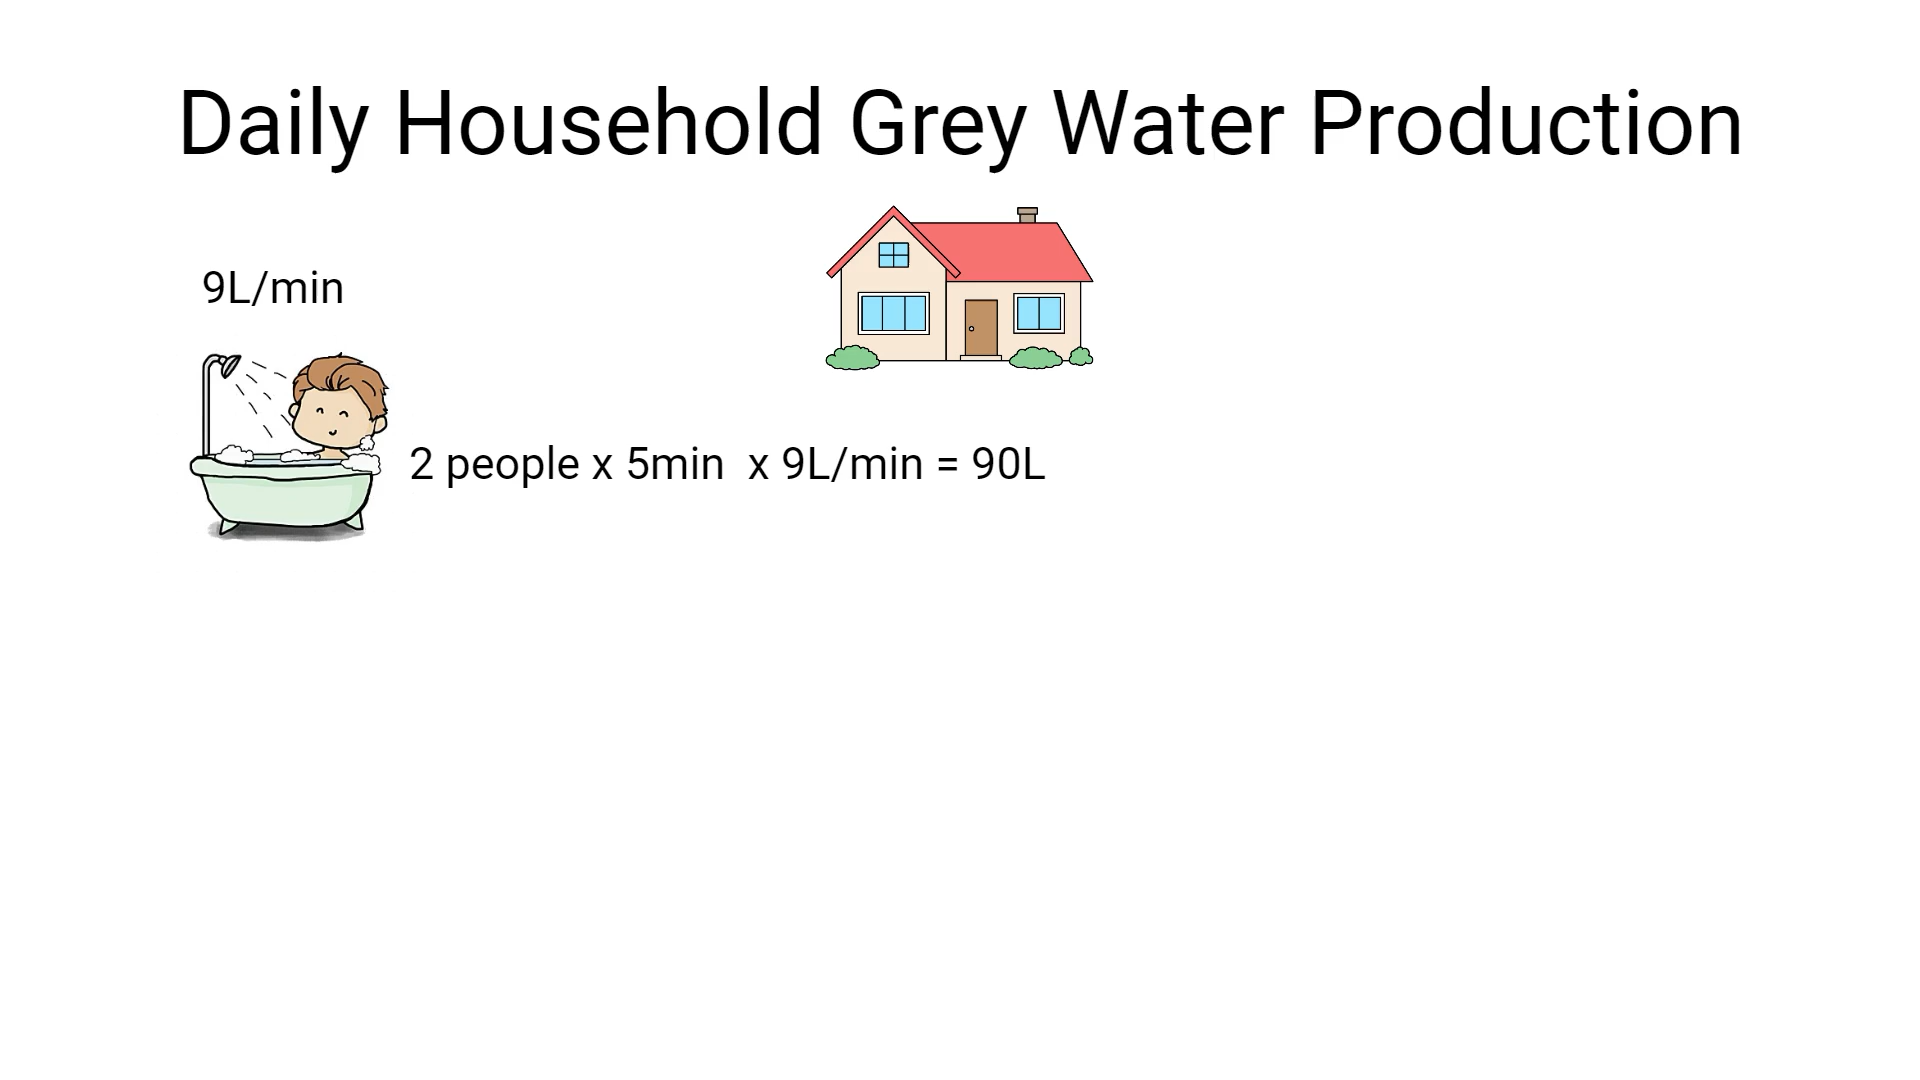 Daily Household Grey Water Production
9L/min
2 people x 5min  x 9L/min = 90L